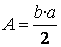 A = b·a
2